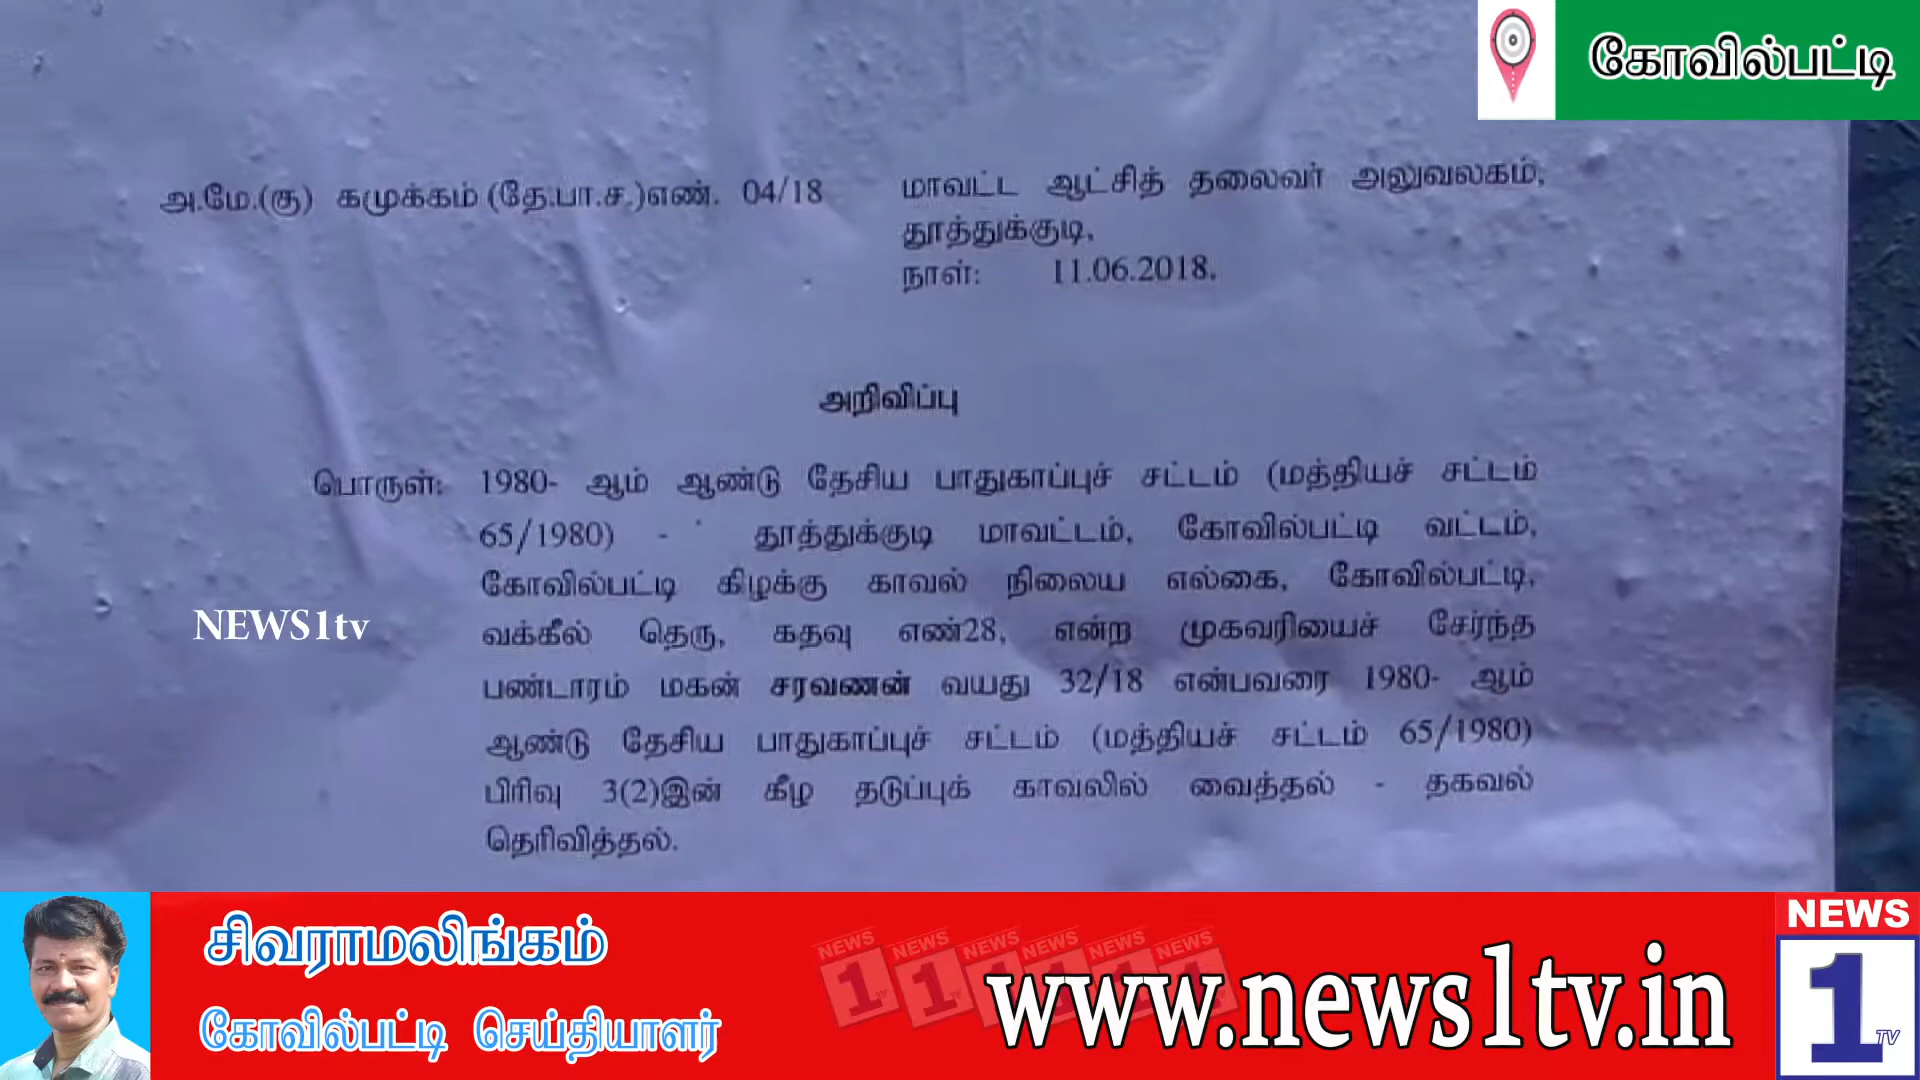 கோவில்பட்டி
அ.மே.(கு) கமுக்கம் (தே.பா.ச.)எண். 04/18
மாவட்ட ஆட்சித் தலைவர் அலுவலகம்,
தூத்துக்குடி,
நாள்: 11.06.2018.
அறிவிப்பு
பொருள்: 1980- ஆம் ஆண்டு தேசிய பாதுகாப்புச் சட்டம் (மத்தியச் சட்டம்
65/1980) - தூத்துக்குடி மாவட்டம், கோவில்பட்டி வட்டம்,
கோவில்பட்டி கிழக்கு காவல் நிலைய எல்கை, கோவில்பட்டி,
வக்கீல் தெரு, கதவு எண்28, என்ற முகவரியைச் சேர்ந்த
பண்டாரம் மகன் சரவணன் வயது 32/18 என்பவரை 1980- ஆம்
ஆண்டு தேசிய பாதுகாப்புச் சட்டம் (மத்தியச் சட்டம் 65/1980)
பிரிவு 3(2)இன் கீழ தடுப்புக் காவலில் வைத்தல் - தகவல்
தெரிவித்தல்.
NEWS1tv
சிவராமலிங்கம்
கோவில்பட்டி செய்தியாளர்
www.news1tv.in
NEWS
1
TV